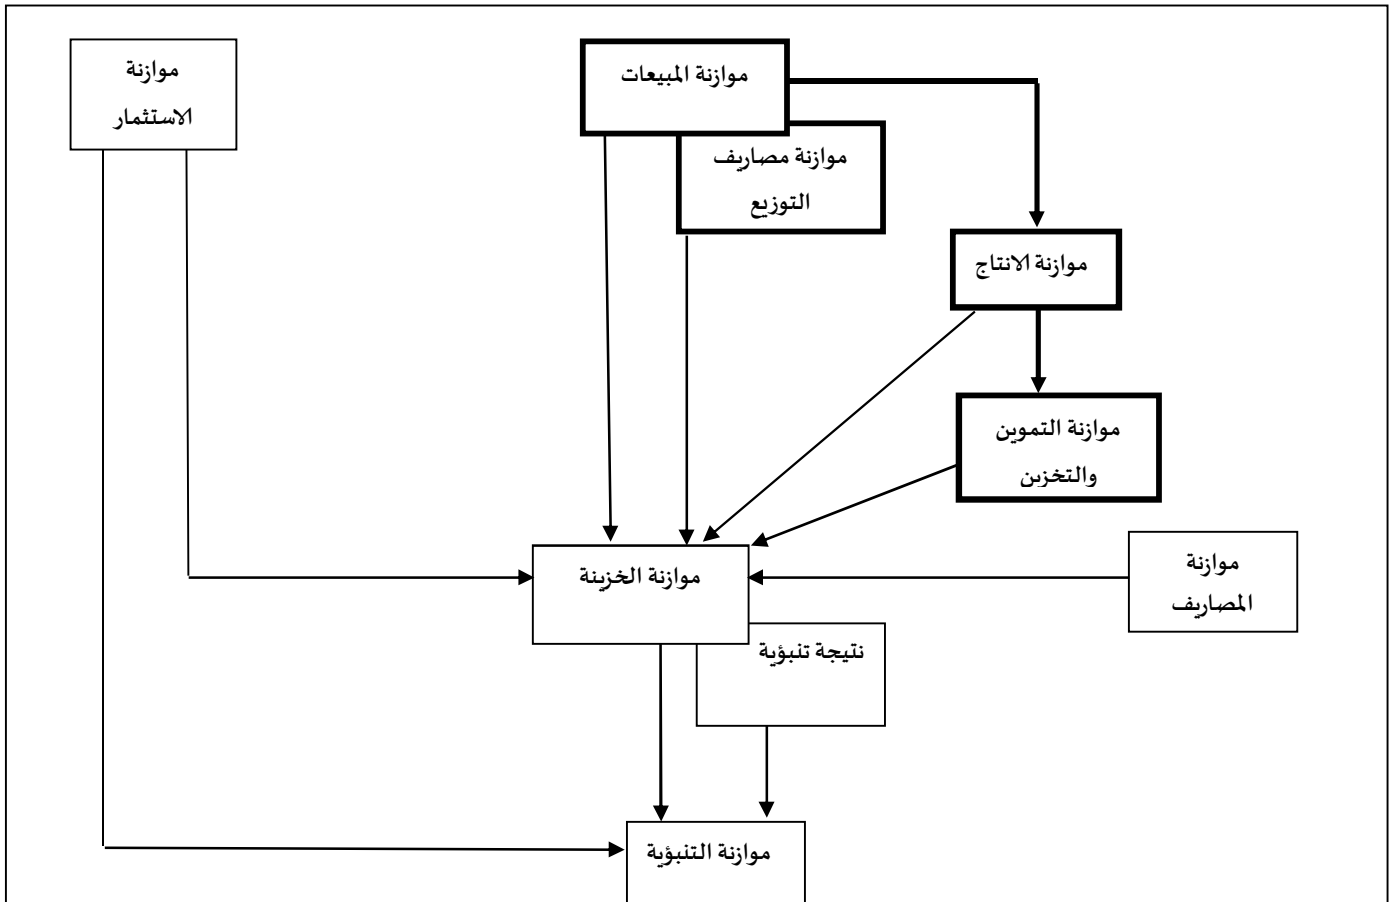 موازنة المبيعات
موازنة
الاستثمار
موازنة مصاريف
التوزيع
موازنة الانتاج
موازنة التموين
والتخزين
موازنة
المصاريف
موازنة الخزينة
نتيجة تنبؤية
موازنة التنبؤية